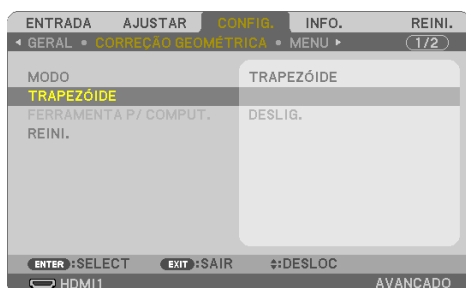 ENTRADA AJUSTAR CONFIG. INFO. REINI.
◀ GERAL • CORREÇÃO GEOMÉTRICA • MENU ▶ (1/2)
MODO TRAPEZÓIDE
TRAPEZÓIDE
FERRAMENTA P/ COMPUT. DESLIG.
REINI.
ENTER :SELECT EXIT :SAIR ♦:DESLOC
HDMI1 AVANÇADO